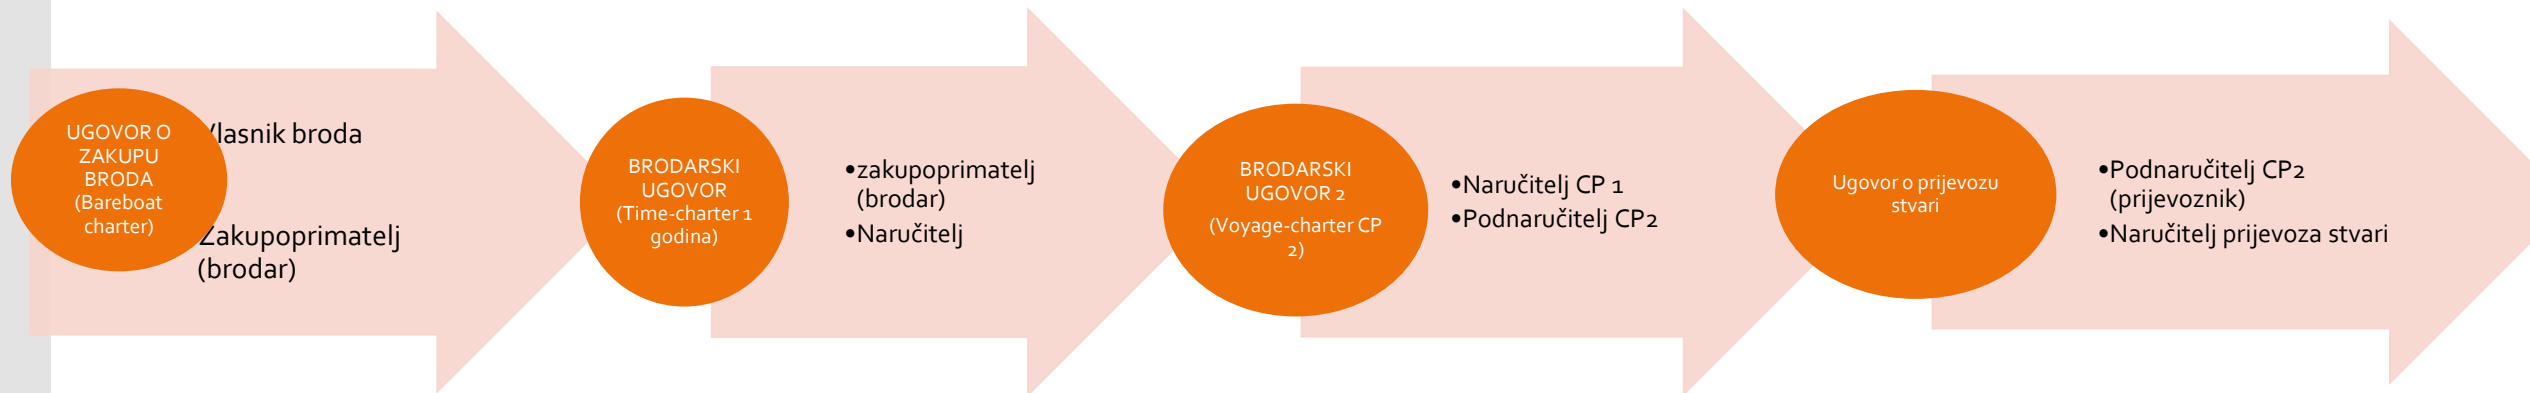 UGOVOR O
ZAKUPU
BRODA
(Bareboat
charter)
Vlasnik broda
Zakupoprimatelj
(brodar)
BRODARSKI
UGOVOR
(Time-charter 1
godina)
•zakupoprimatelj
(brodar)
•Naručitelj
BRODARSKI
UGOVOR 2
(Voyage-charter CP
2)
•Naručitelj CP 1
•Podnaručitelj CP2
Ugovor o prijevozu
stvari
•Podnaručitelj CP2
(prijevoznik)
•Naručitelj prijevoza stvari